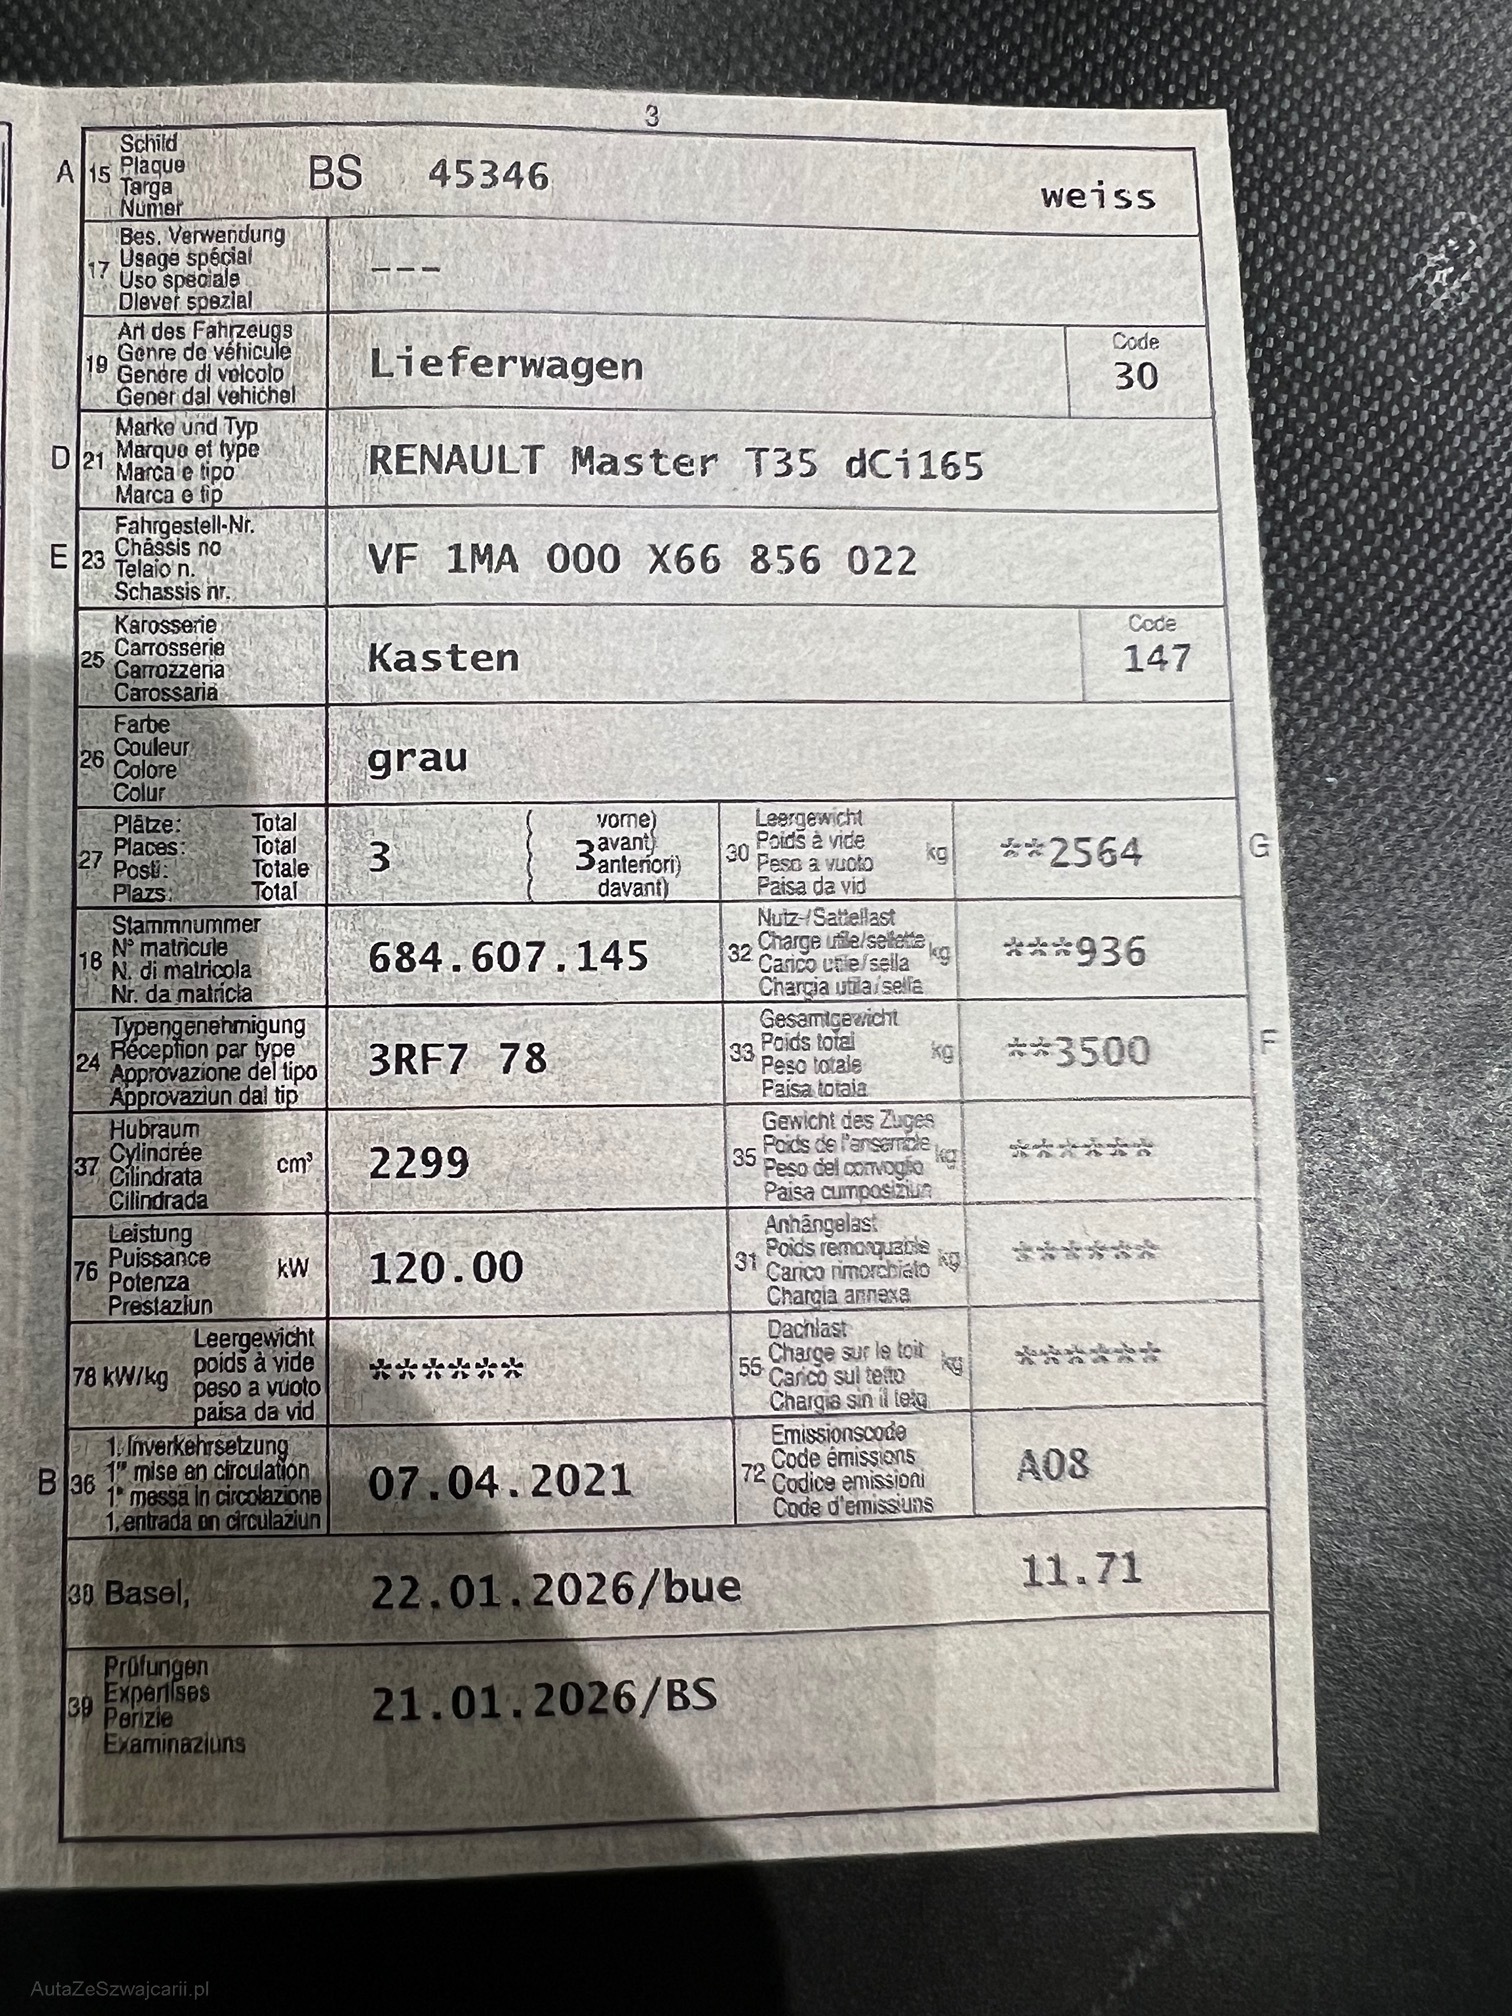 3
A 15 Schild
Plaque
Targa
Numer
BS 45346 weiss
17 Bes. Verwendung
Usage spécial
Uso speciale
Diever spezial
---
19 Art des Fahrzeugs
Genre de véhicule
Genere di veicolo
Gener dal vehichel
Lieferwagen
Code
30
D 21 Marke und Typ
Marque et type
Marca e tipo
Marca e tip
RENAULT Master T35 dCi165
E 23 Fahrgestell-Nr.
Châssis no
Telaio n.
Schassis nr.
VF 1MA 000 X66 856 022
25 Karosserie
Carrosserie
Carrozzeria
Carossaria
Kasten
Code
147
26 Farbe
Couleur
Colore
Colur
grau
27 Plätze: Total
Places: Total
Posti: Totale
Plazs: Total
3 ( 3 vorne)
avant)
anteriori)
davant)
30 Leergewicht
Poids à vide
Peso a vuoto
Paisa da vid
kg **2564 G
18 Stammnummer
N° matricule
N. di matricola
Nr. da matricla
684.607.145
32 Nutz-/Sattellast
Charge utile/sellette
Carico utile/sella
Chargia utila/sella
kg ***936
24 Typengenehmigung
Réception par type
Approvazione del tipo
Approvaziun dal tip
3RF7 78
33 Gesamtgewicht
Poids total
Peso totale
Paisa totala
kg **3500 F
37 Hubraum
Cylindrée
Cilindrata
Cilindrada
cm³ 2299
35 Gewicht des Zuges
Poids de l'ensemble
Peso del convoglio
Paisa cumposiziun
kg ******
76 Leistung
Puissance
Potenza
Prestaziun
kW 120.00
31 Anhängelast
Poids remorquable
Carico rimorchiato
Chargia annexa
kg ******
78 kW/kg Leergewicht
poids à vide
peso a vuoto
paisa da vid
******
55 Dachlast
Charge sur le toit
Carico sul tetto
Chargia sin il tetg
kg ******
B 36 1. Inverkehrsetzung
1re mise en circulation
1a messa in circolazione
1. entrada en circulaziun
07.04.2021
72 Emissionscode
Code émissions
Codice emissioni
Code d'emissiuns
A08
38 Basel, 22.01.2026/bue 11.71
39 Prüfungen
Expertises
Perizie
Examinaziuns
21.01.2026/BS
AutaZeSzwajcarii.pl